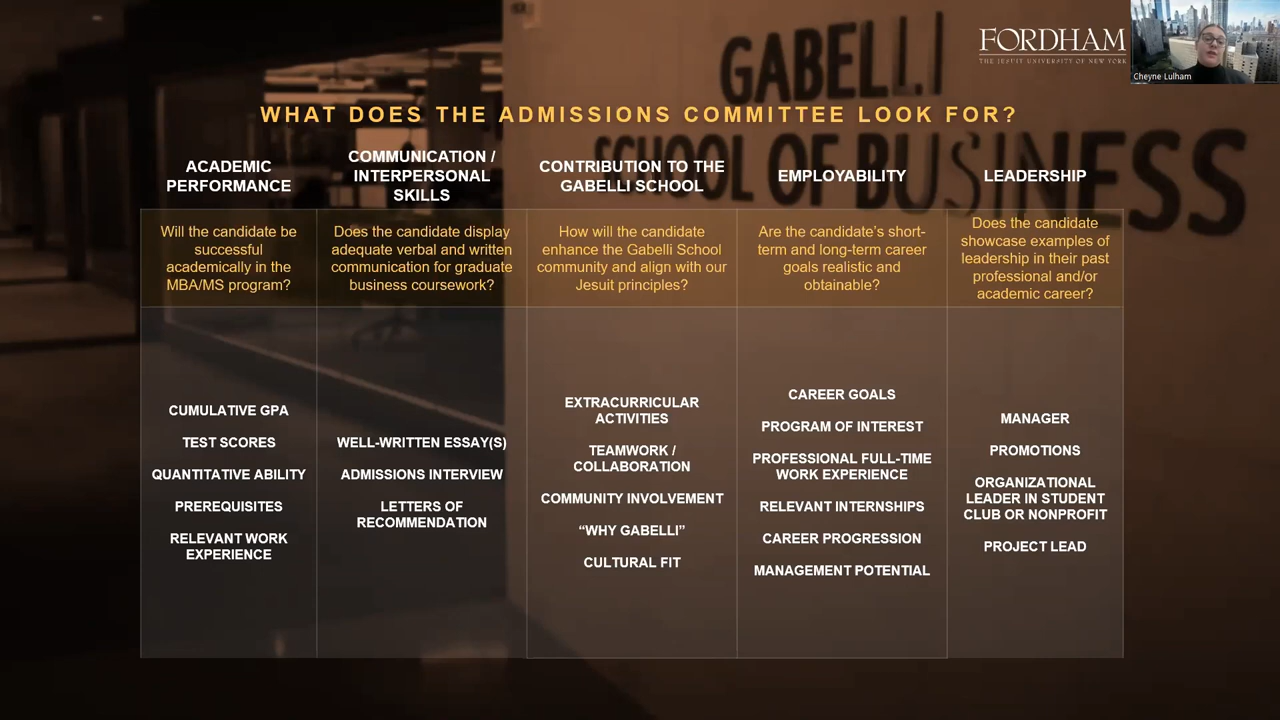 GABELLI
SCHOOL OF BUSINESS
FORDHAM
THE JESUIT UNIVERSITY OF NEW YORK
Cheyne Lulham
WHAT DOES THE ADMISSIONS COMMITTEE LOOK FOR?
ACADEMIC
PERFORMANCE
COMMUNICATION /
INTERPERSONAL
SKILLS
CONTRIBUTION TO THE
GABELLI SCHOOL
EMPLOYABILITY
LEADERSHIP
Will the candidate be
successful
academically in the
MBA/MS program?
Does the candidate display
adequate verbal and written
communication for graduate
business coursework?
How will the candidate
enhance the Gabelli School
community and align with our
Jesuit principles?
Are the candidate's short-
term and long-term career
goals realistic and
obtainable?
Does the candidate
showcase examples of
leadership in their past
professional and/or
academic career?
CUMULATIVE GPA
TEST SCORES
QUANTITATIVE ABILITY
PREREQUISITES
RELEVANT WORK
EXPERIENCE
WELL-WRITTEN ESSAY(S)
ADMISSIONS INTERVIEW
LETTERS OF
RECOMMENDATION
EXTRACURRICULAR
ACTIVITIES
TEAMWORK /
COLLABORATION
COMMUNITY INVOLVEMENT
“WHY GABELLI”
CULTURAL FIT
CAREER GOALS
PROGRAM OF INTEREST
PROFESSIONAL FULL-TIME
WORK EXPERIENCE
RELEVANT INTERNSHIPS
CAREER PROGRESSION
MANAGEMENT POTENTIAL
MANAGER
PROMOTIONS
ORGANIZATIONAL
LEADER IN STUDENT
CLUB OR NONPROFIT
PROJECT LEAD